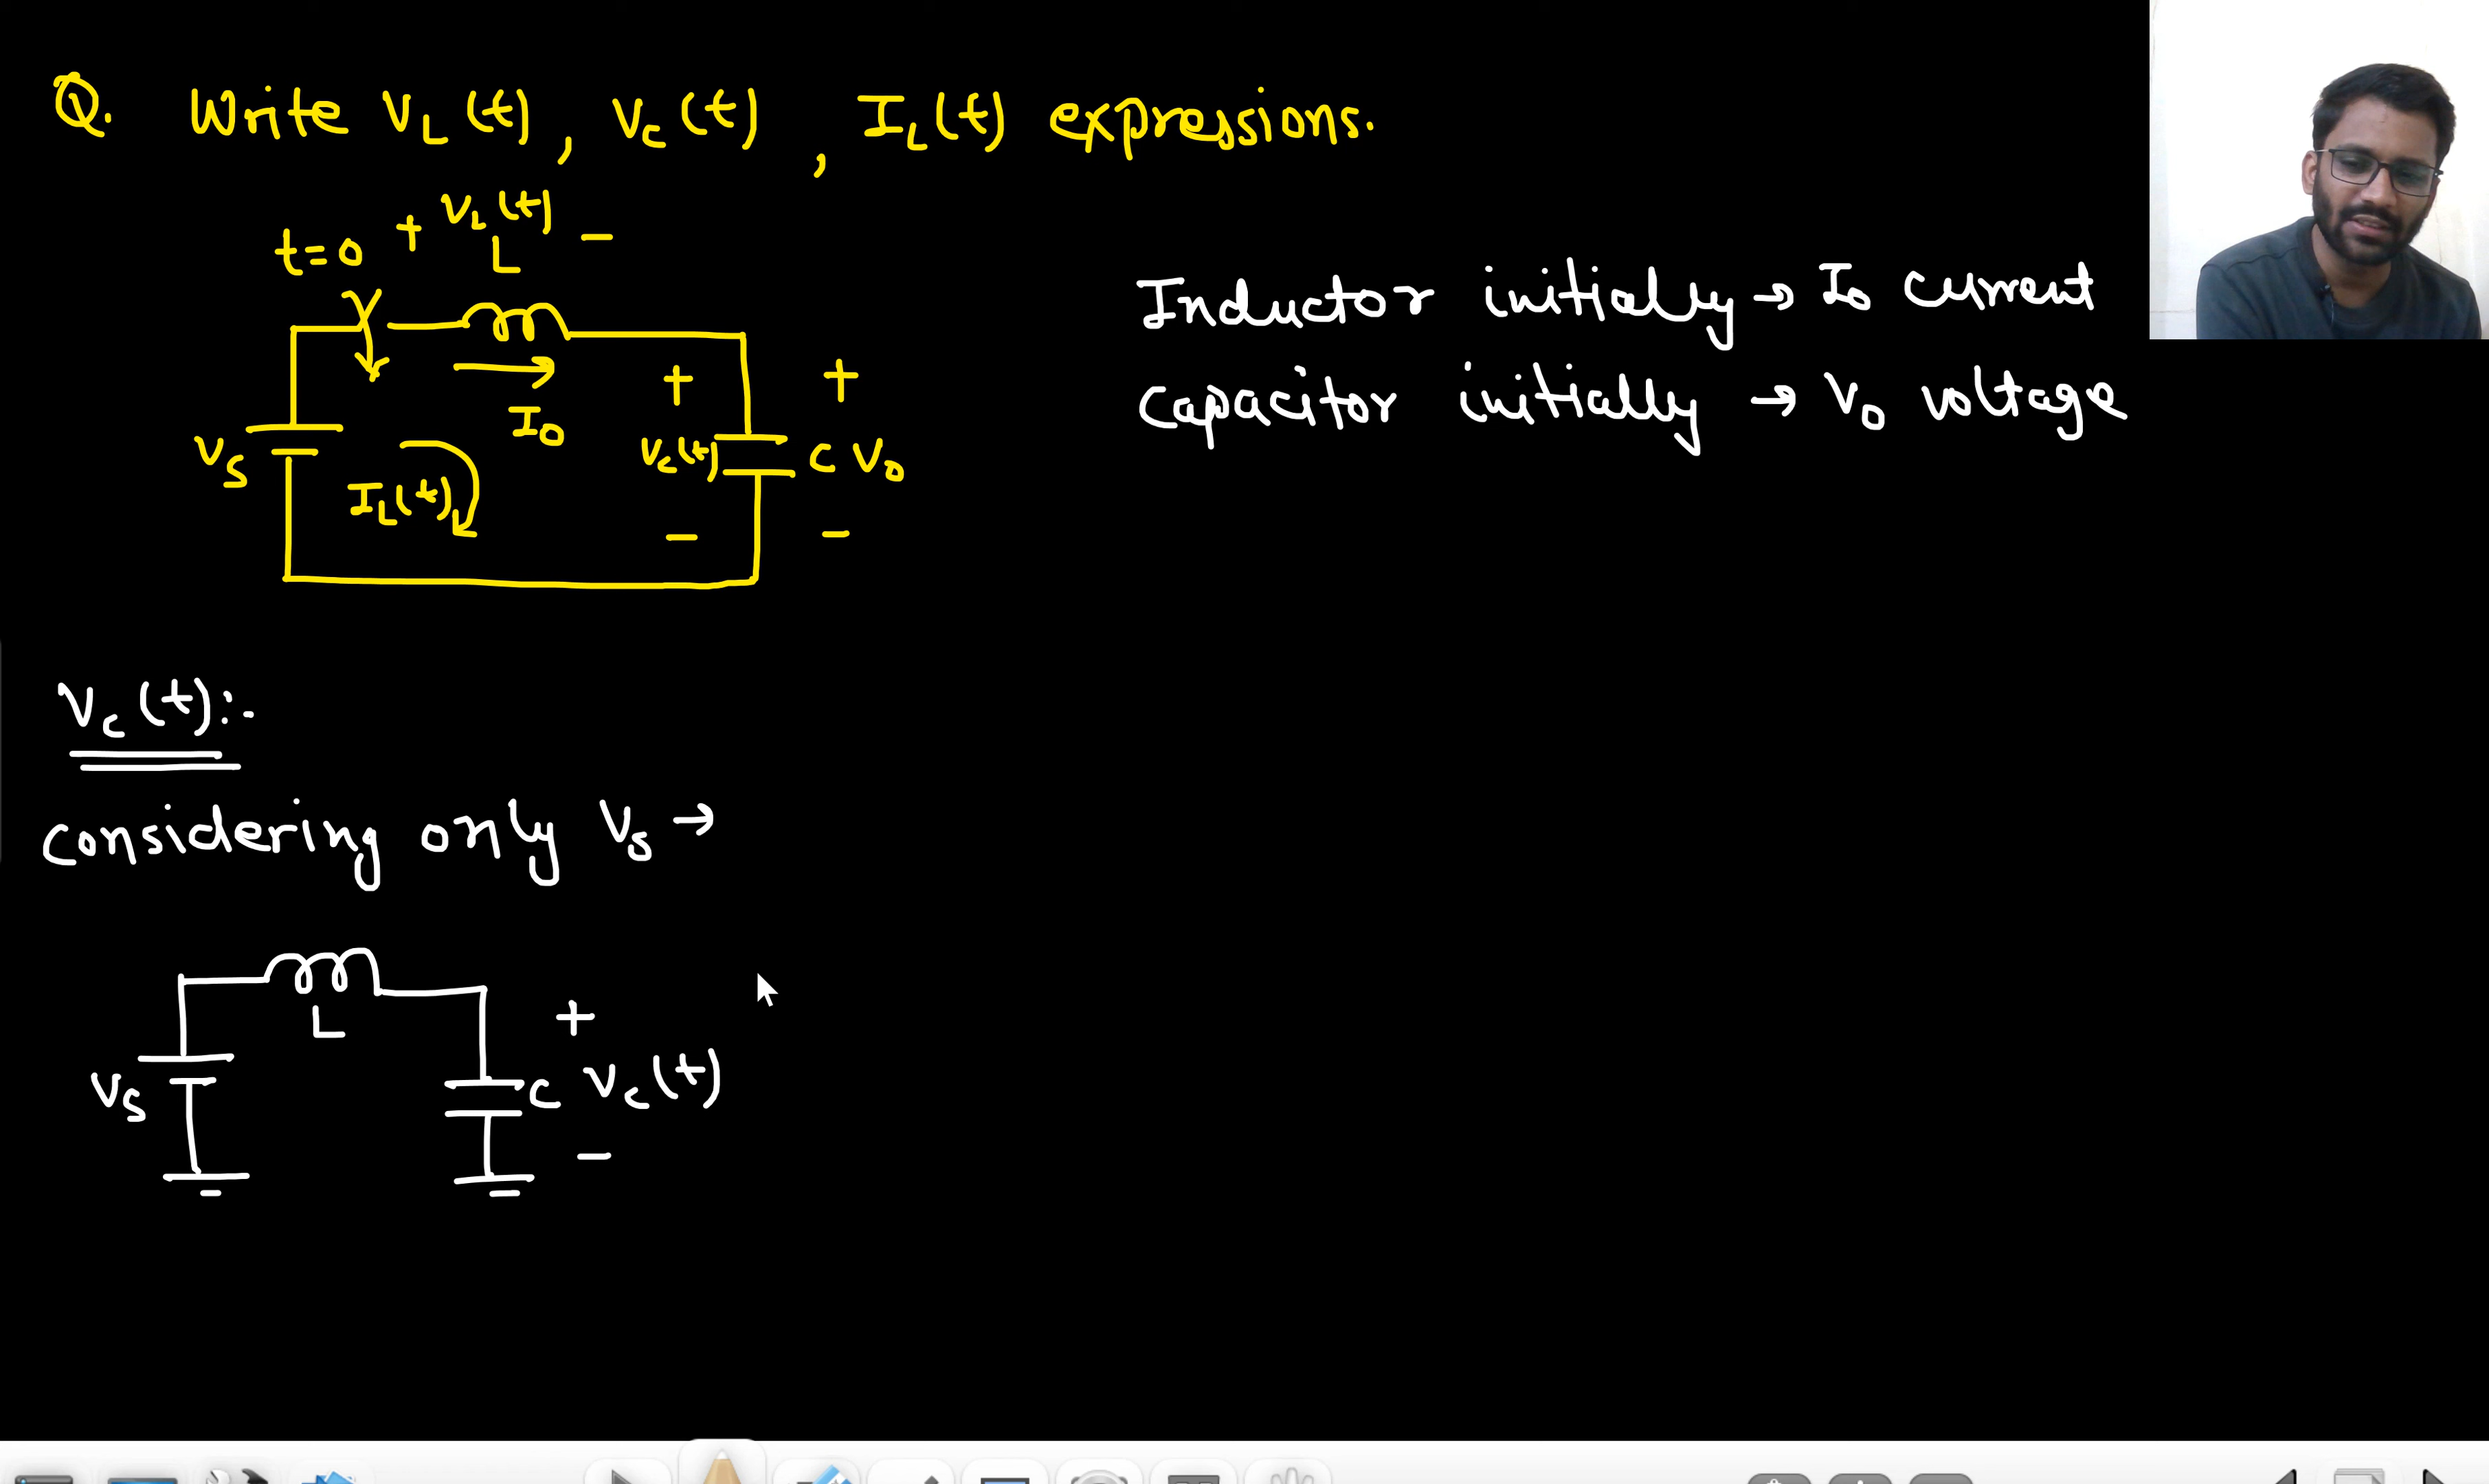 Q. Write VL(t), Vc(t), IL(t) expressions.
t=0 + VL(t) -
L
I0
Vs
IL(t)
+ Vc(t) -
C
+ V0 -
Inductor initially → I0 current
Capacitor initially → V0 voltage
Vc(t):-
Considering only Vs →
L
Vs
C
+ Vc(t) -